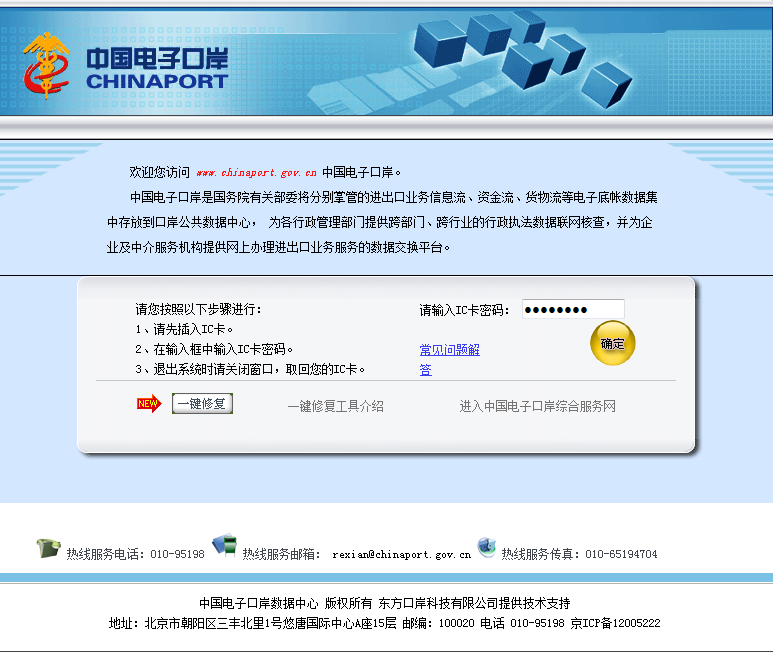 中国电子口岸
CHINAPORT
欢迎您访问 www.chinaport.gov.cn 中国电子口岸。
中国电子口岸是国务院有关部委将分别掌管的进出口业务信息流、资金流、货物流等电子底帐数据集
中存放到口岸公共数据中心， 为各行政管理部门提供跨部门、跨行业的行政执法数据联网核查，并为企
业及中介服务机构提供网上办理进出口业务服务的数据交换平台。
请您按照以下步骤进行：
1、请先插入IC卡。
2、在输入框中输入IC卡密码。
3、退出系统时请关闭窗口，取回您的IC卡。
请输入IC卡密码： ●●●●●●●●
常见问题解
答
确定
NEW 一键修复 一键修复工具介绍 进入中国电子口岸综合服务网
热线服务电话：010-95198 热线服务邮箱： rexian@chinaport.gov.cn 热线服务传真：010-65194704
中国电子口岸数据中心 版权所有 东方口岸科技有限公司提供技术支持
地址：北京市朝阳区三丰北里1号悠唐国际中心A座15层 邮编：100020 电话 010-95198 京ICP备12005222